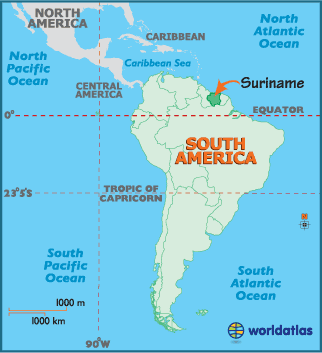 NORTH
AMERICA
North
Atlantic
Ocean
CARIBBEAN
North
Pacific
Ocean
Caribbean Sea
CENTRAL
AMERICA
Suriname
EQUATOR
0°
SOUTH
AMERICA
23°5'S
TROPIC OF
CAPRICORN
South
Pacific
Ocean
South
Atlantic
Ocean
1000 m
1000 km
90°W
worldatlas